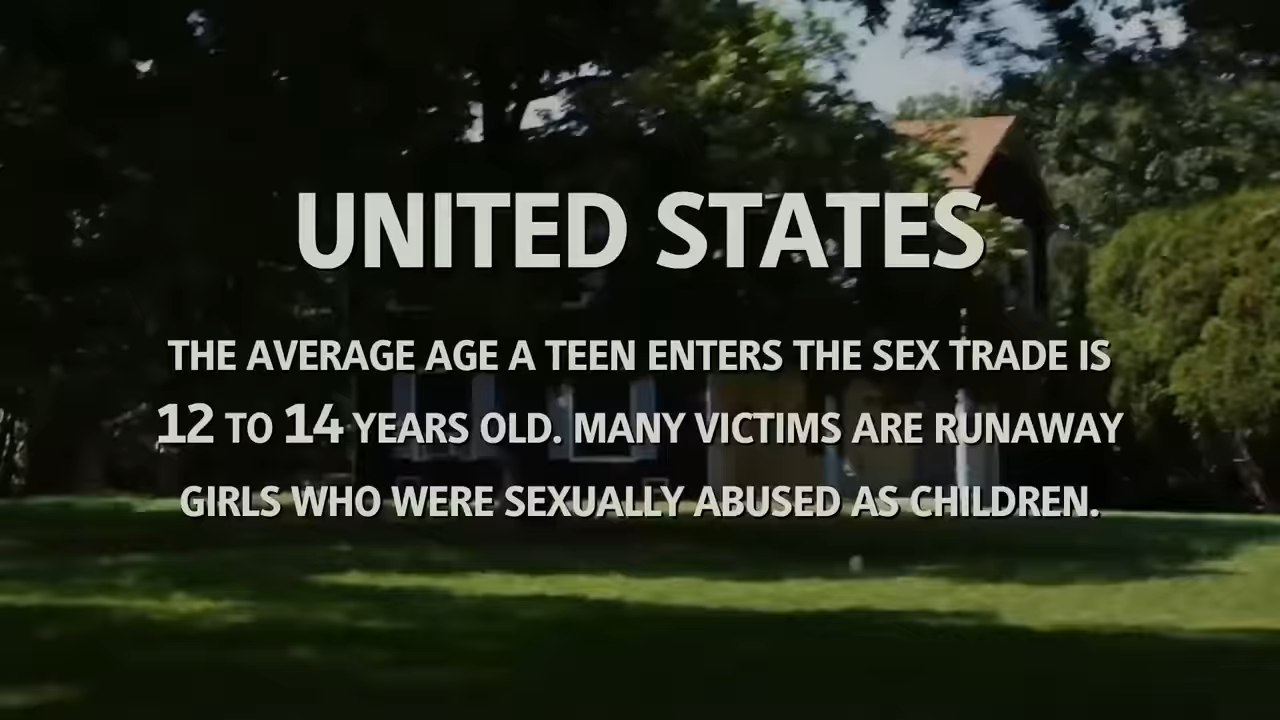 UNITED STATES
THE AVERAGE AGE A TEEN ENTERS THE SEX TRADE IS
12 TO 14 YEARS OLD. MANY VICTIMS ARE RUNAWAY
GIRLS WHO WERE SEXUALLY ABUSED AS CHILDREN.